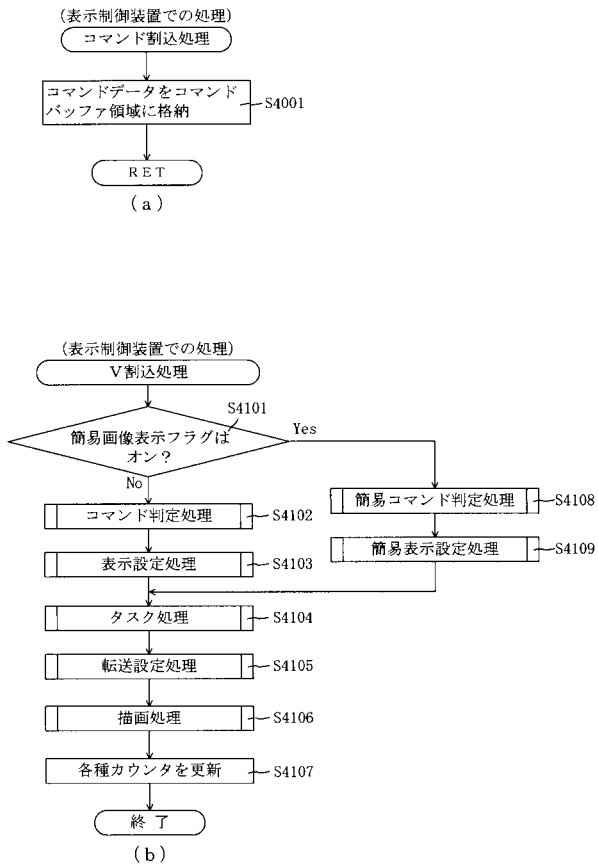 (表示制御装置での処理)
コマンド割込処理
コマンドデータをコマンド
バッファ領域に格納
S4001
RET
(a)
(表示制御装置での処理)
V割込処理
S4101
簡易画像表示フラグは
オン？
Yes
No
コマンド判定処理
S4102
簡易コマンド判定処理
S4108
表示設定処理
S4103
簡易表示設定処理
S4109
タスク処理
S4104
転送設定処理
S4105
描画処理
S4106
各種カウンタを更新
S4107
終了
(b)